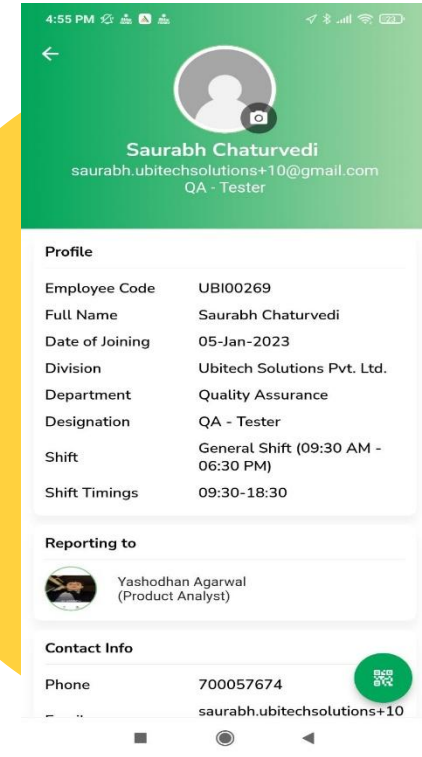 4:55 PM
23
Saurabh Chaturvedi
saurabh.ubitechsolutions+10@gmail.com
QA - Tester
Profile
Employee Code UBI00269
Full Name Saurabh Chaturvedi
Date of Joining 05-Jan-2023
Division Ubitech Solutions Pvt. Ltd.
Department Quality Assurance
Designation QA - Tester
Shift General Shift (09:30 AM -
06:30 PM)
Shift Timings 09:30-18:30
Reporting to
Yashodhan Agarwal
(Product Analyst)
Contact Info
Phone 700057674
saurabh.ubitechsolutions+10